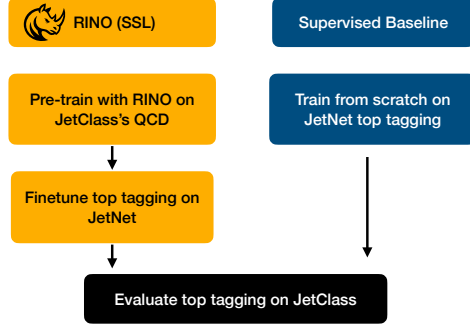 RINO (SSL)
Supervised Baseline
Pre-train with RINO on
JetClass's QCD
Train from scratch on
JetNet top tagging
Finetune top tagging on
JetNet
Evaluate top tagging on JetClass